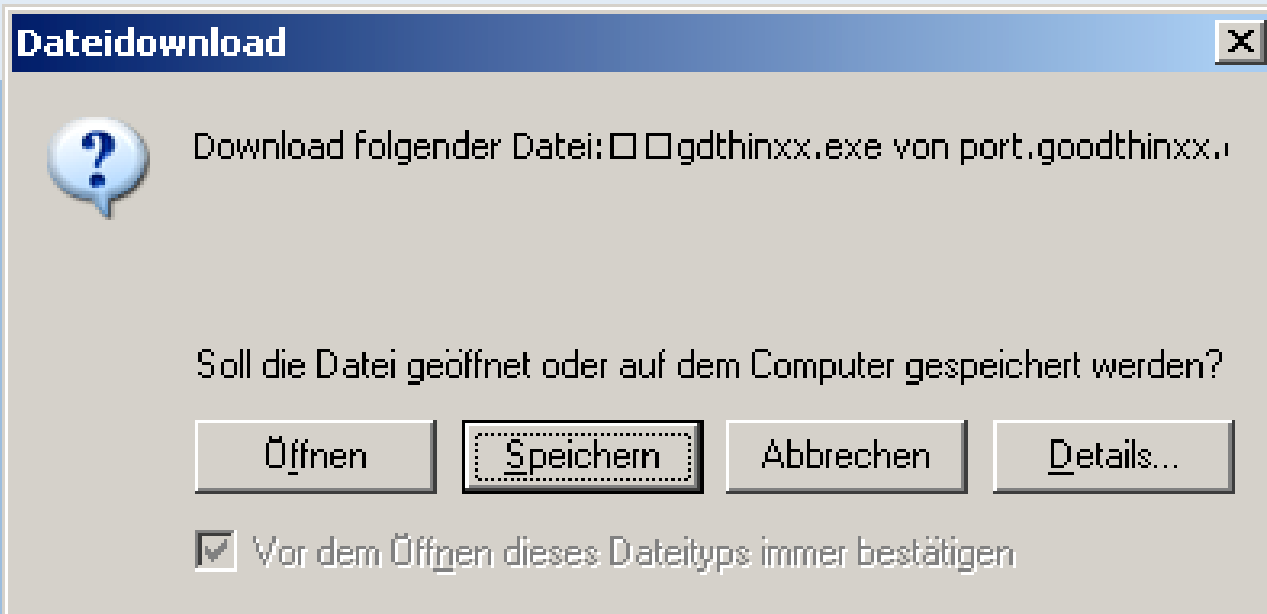 Dateidownload
Download folgender Datei:□□gdthinxx.exe von port.goodthinxx.
Soll die Datei geöffnet oder auf dem Computer gespeichert werden?
Öffnen Speichern Abbrechen Details...
Vor dem Öffnen dieses Dateityps immer bestätigen